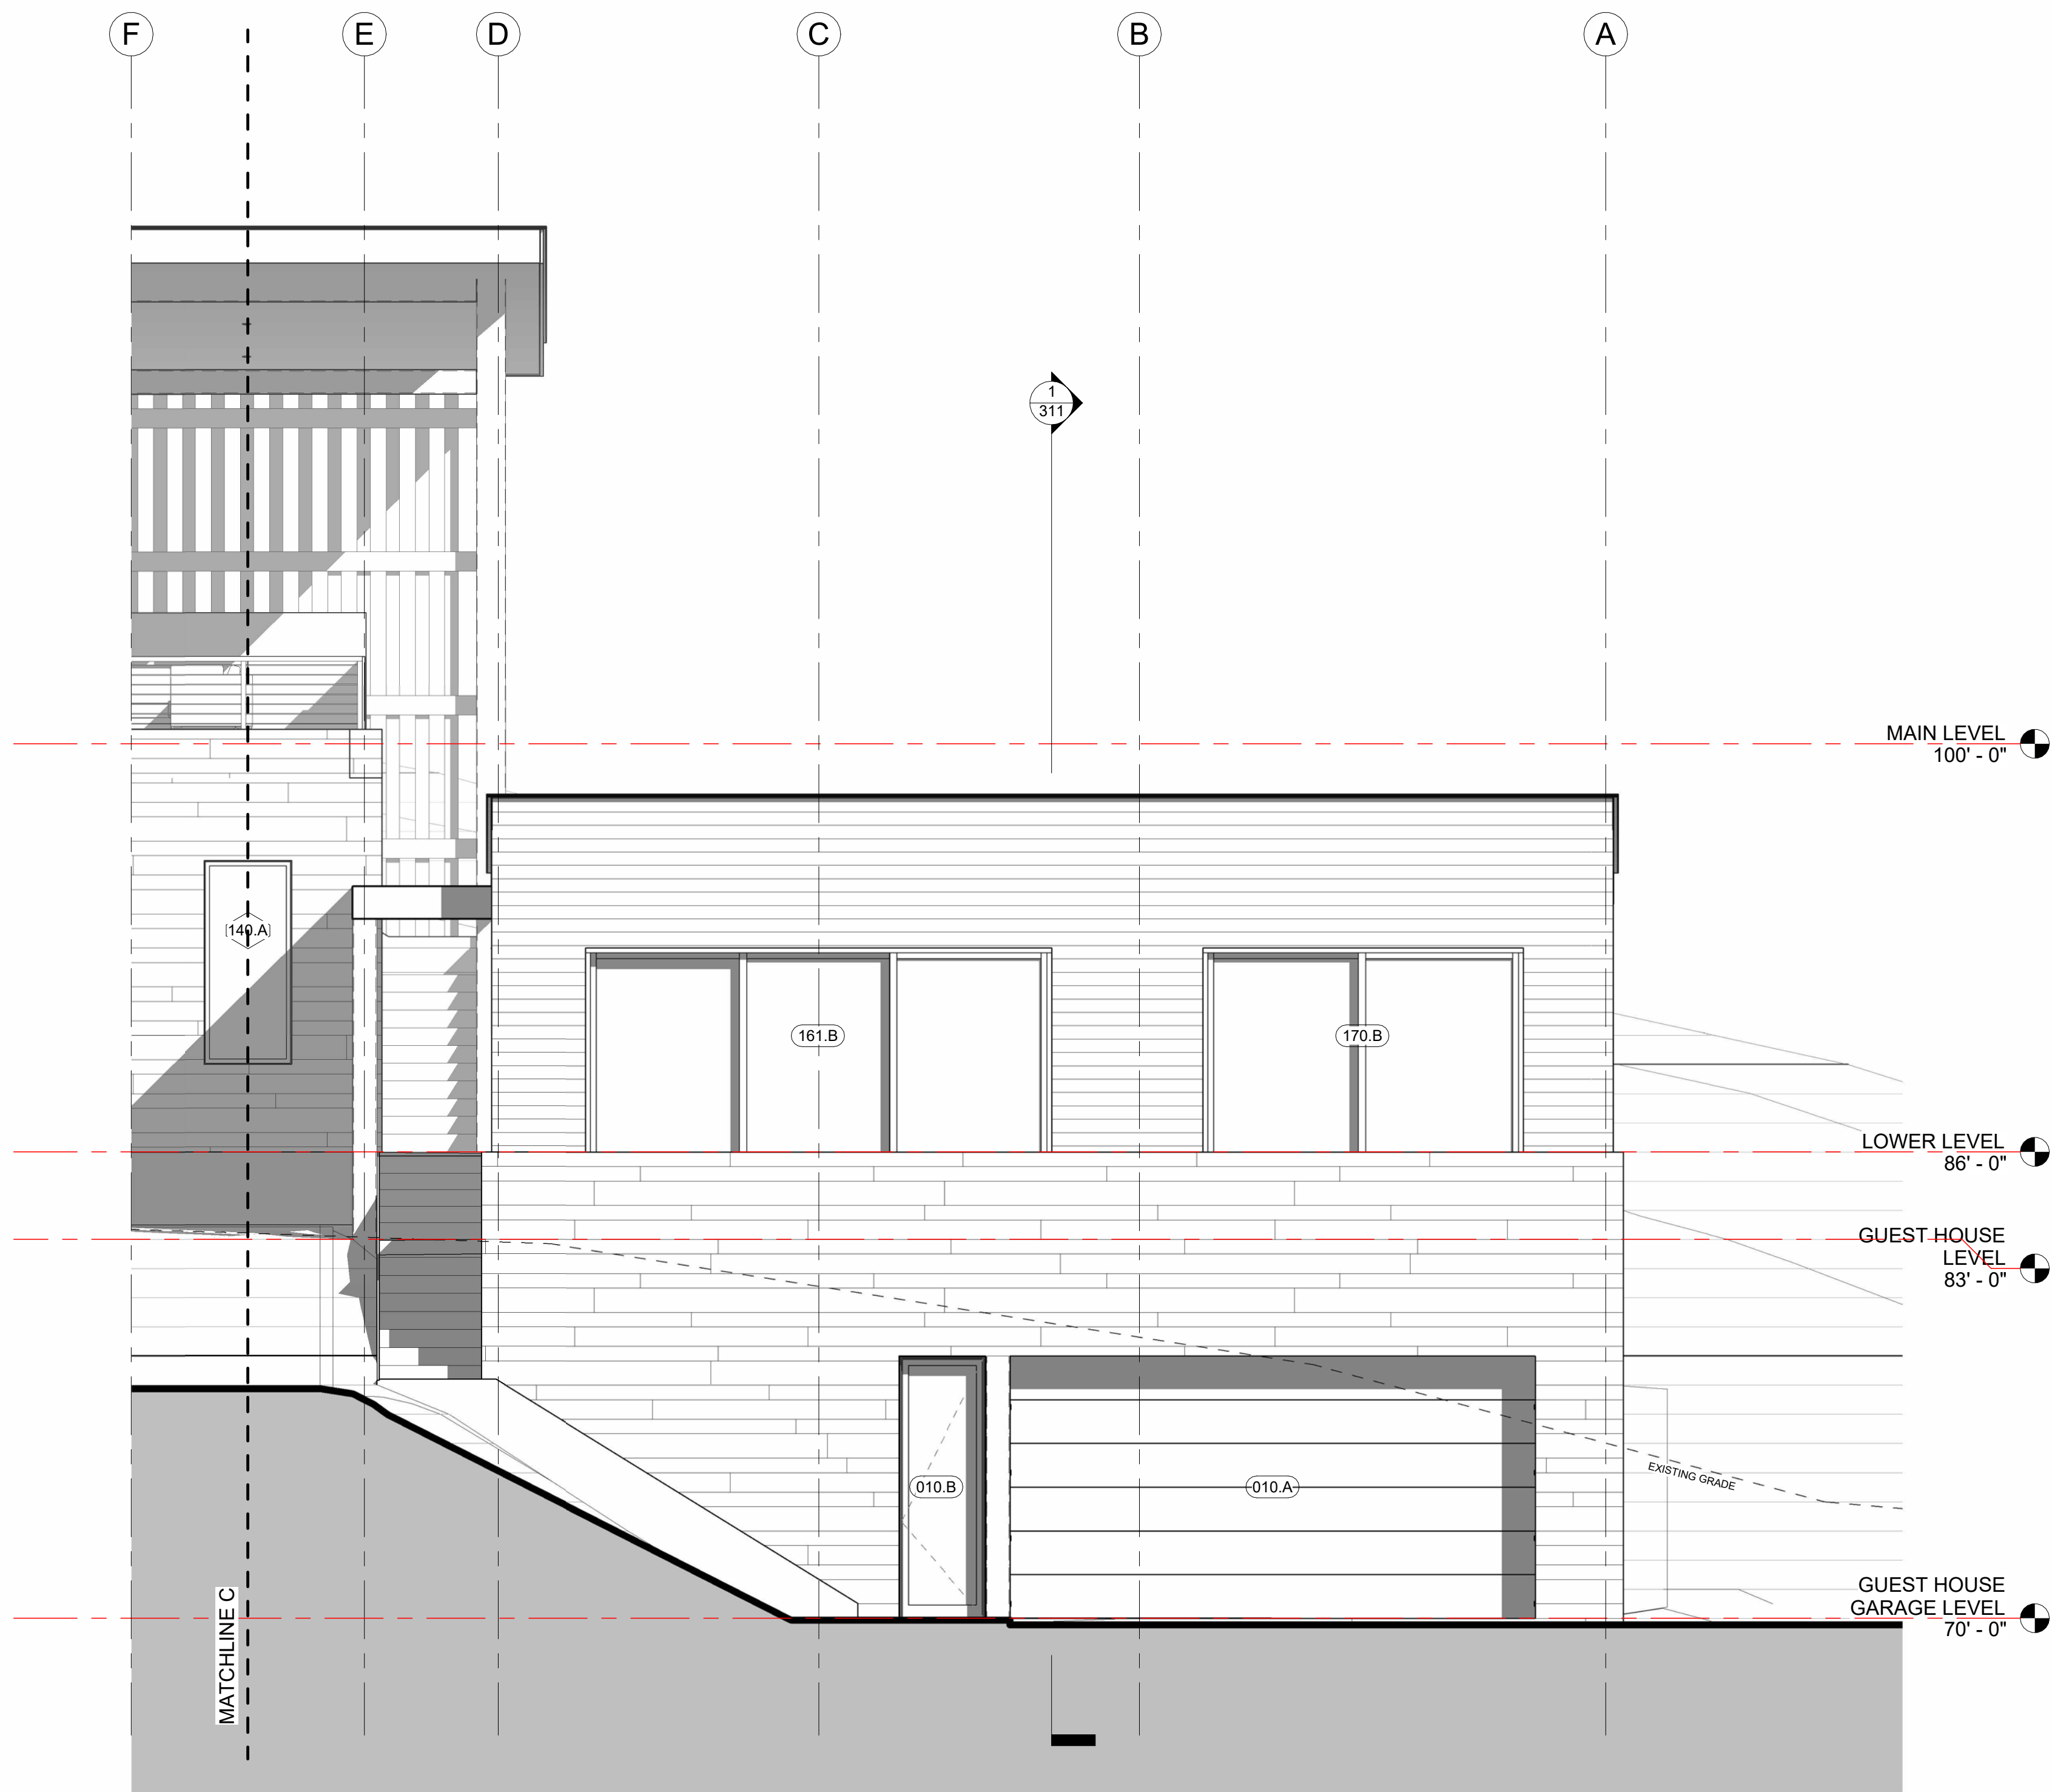 F
E
D
C
B
A
1
311
MAIN LEVEL
100' - 0"
140.A
161.B
170.B
LOWER LEVEL
86' - 0"
GUEST HOUSE
LEVEL
83' - 0"
010.B
010.A
EXISTING GRADE
GUEST HOUSE
GARAGE LEVEL
70' - 0"
MATCHLINE C